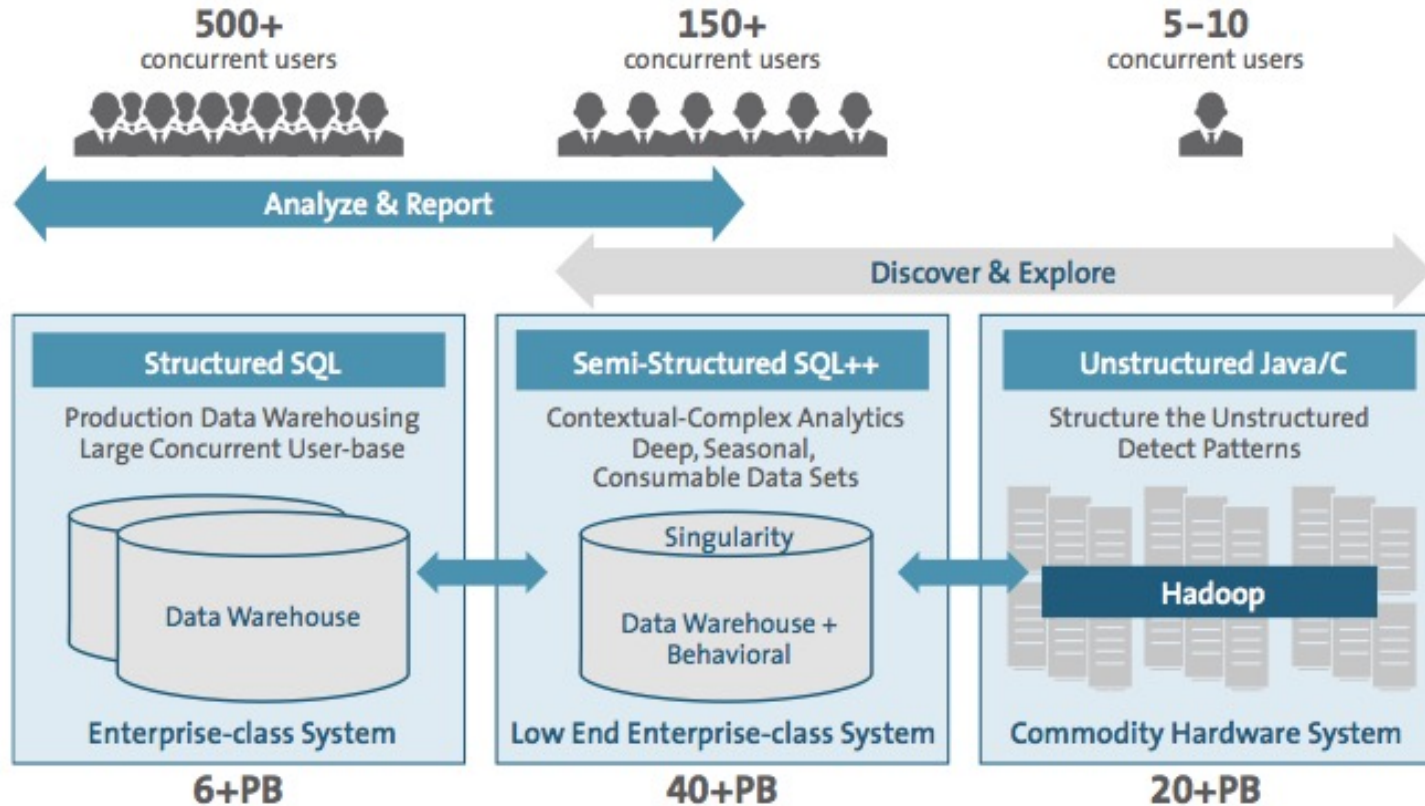 500+
concurrent users
150+
concurrent users
5–10
concurrent users
Analyze & Report
Discover & Explore
Structured SQL
Production Data Warehousing
Large Concurrent User-base
Data Warehouse
Enterprise-class System
6+PB
Semi-Structured SQL++
Contextual-Complex Analytics
Deep, Seasonal,
Consumable Data Sets
Singularity
Data Warehouse +
Behavioral
Low End Enterprise-class System
40+PB
Unstructured Java/C
Structure the Unstructured
Detect Patterns
Hadoop
Commodity Hardware System
20+PB